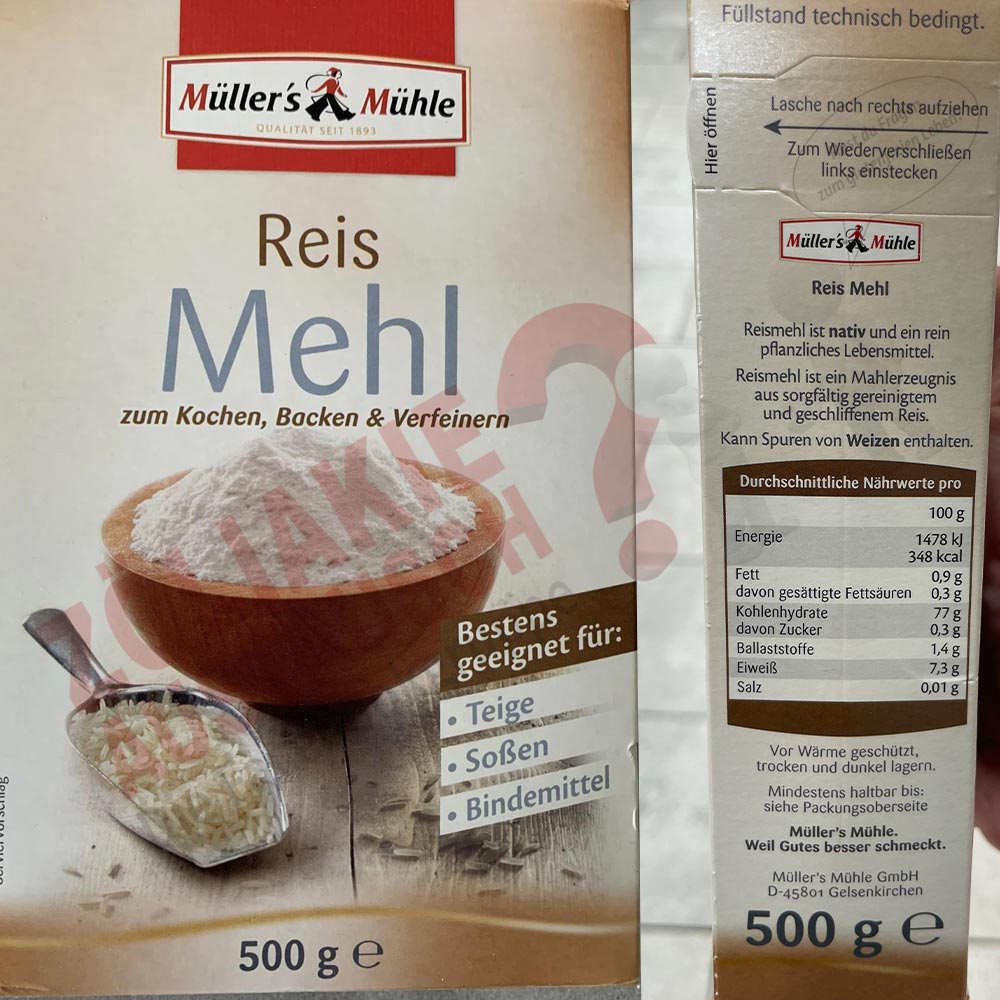 Müller's Mühle
QUALITÄT SEIT 1893
Reis
Mehl
zum Kochen, Backen & Verfeinern
Bestens
geeignet für:
• Teige
• Soßen
• Bindemittel
500 g ℮
ZÖLIAKIE
Füllstand technisch bedingt.
Hier öffnen
Lasche nach rechts aufziehen
Zum Wiederverschließen
links einstecken
Müller's Mühle
Reis Mehl
Reismehl ist nativ und ein rein
pflanzliches Lebensmittel.
Reismehl ist ein Mahlerzeugnis
aus sorgfältig gereinigtem
und geschliffenem Reis.
Kann Spuren von Weizen enthalten.
Durchschnittliche Nährwerte pro
100 g
Energie 1478 kJ
348 kcal
Fett 0,9 g
davon gesättigte Fettsäuren 0,3 g
Kohlenhydrate 77 g
davon Zucker 0,3 g
Ballaststoffe 1,4 g
Eiweiß 7,3 g
Salz 0,01 g
Vor Wärme geschützt,
trocken und dunkel lagern.
Mindestens haltbar bis:
siehe Packungsoberseite
Müller's Mühle.
Weil Gutes besser schmeckt.
Müller's Mühle GmbH
D-45801 Gelsenkirchen
500 g ℮